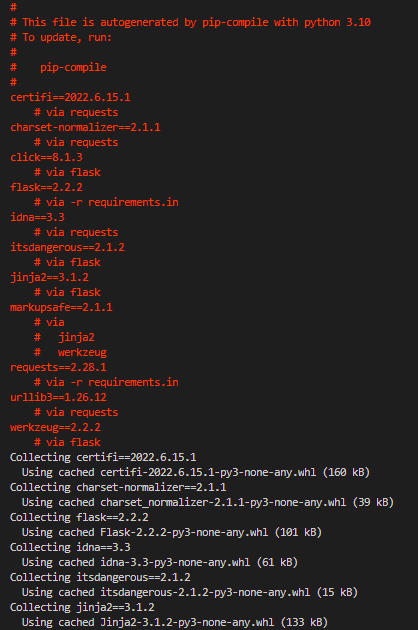 #
# This file is autogenerated by pip-compile with python 3.10
# To update, run:
#
#    pip-compile
#
certifi==2022.6.15.1
    # via requests
charset-normalizer==2.1.1
    # via requests
click==8.1.3
    # via flask
flask==2.2.2
    # via -r requirements.in
idna==3.3
    # via requests
itsdangerous==2.1.2
    # via flask
jinja2==3.1.2
    # via flask
markupsafe==2.1.1
    # via
    #   jinja2
    #   werkzeug
requests==2.28.1
    # via -r requirements.in
urllib3==1.26.12
    # via requests
werkzeug==2.2.2
    # via flask
Collecting certifi==2022.6.15.1
  Using cached certifi-2022.6.15.1-py3-none-any.whl (160 kB)
Collecting charset-normalizer==2.1.1
  Using cached charset_normalizer-2.1.1-py3-none-any.whl (39 kB)
Collecting flask==2.2.2
  Using cached Flask-2.2.2-py3-none-any.whl (101 kB)
Collecting idna==3.3
  Using cached idna-3.3-py3-none-any.whl (61 kB)
Collecting itsdangerous==2.1.2
  Using cached itsdangerous-2.1.2-py3-none-any.whl (15 kB)
Collecting jinja2==3.1.2
  Using cached Jinja2-3.1.2-py3-none-any.whl (133 kB)